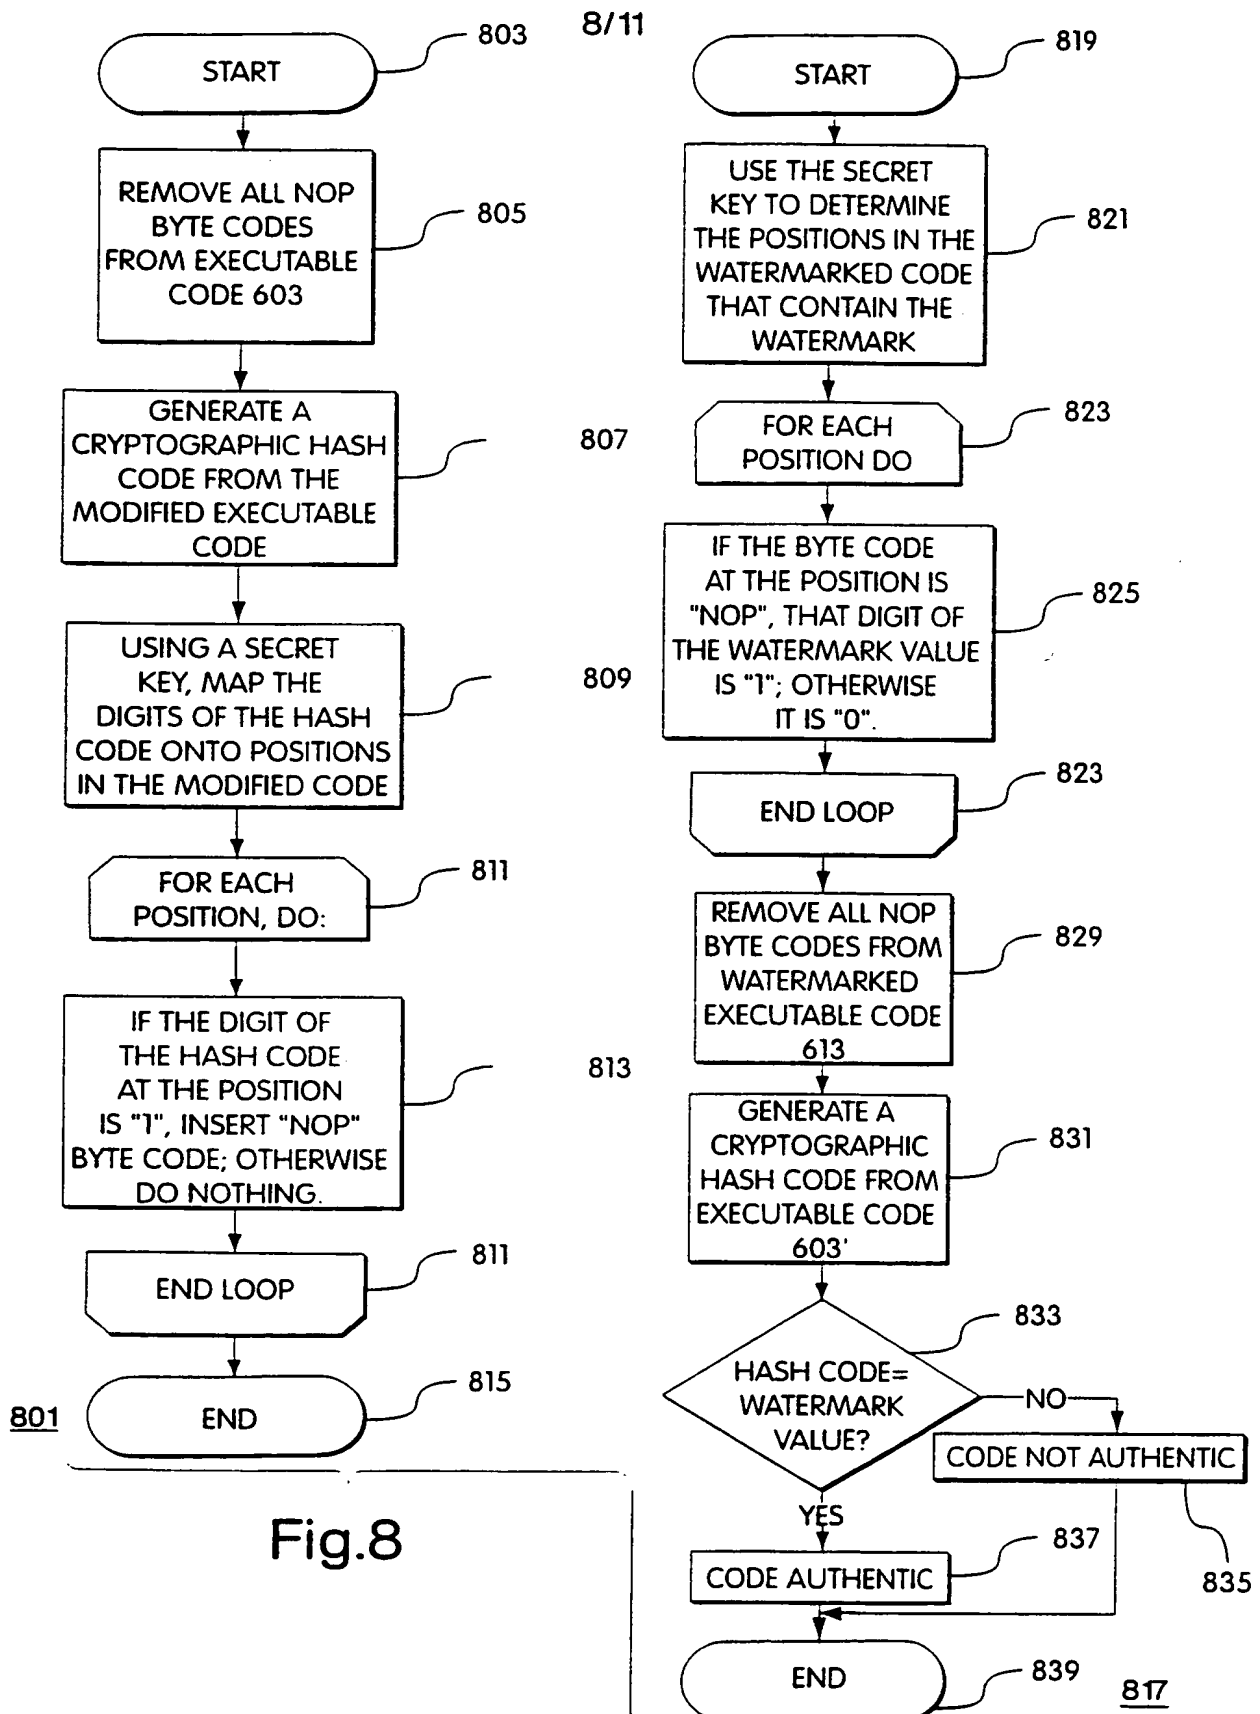 8/11
START
803
REMOVE ALL NOP
BYTE CODES
FROM EXECUTABLE
CODE 603
805
GENERATE A
CRYPTOGRAPHIC HASH
CODE FROM THE
MODIFIED EXECUTABLE
CODE
807
USING A SECRET
KEY, MAP THE
DIGITS OF THE HASH
CODE ONTO POSITIONS
IN THE MODIFIED CODE
809
FOR EACH
POSITION, DO:
811
IF THE DIGIT OF
THE HASH CODE
AT THE POSITION
IS "1", INSERT "NOP"
BYTE CODE; OTHERWISE
DO NOTHING.
813
END LOOP
811
END
815
801
Fig.8
START
819
USE THE SECRET
KEY TO DETERMINE
THE POSITIONS IN THE
WATERMARKED CODE
THAT CONTAIN THE
WATERMARK
821
FOR EACH
POSITION DO
823
IF THE BYTE CODE
AT THE POSITION IS
"NOP", THAT DIGIT OF
THE WATERMARK VALUE
IS "1"; OTHERWISE
IT IS "0".
825
END LOOP
823
REMOVE ALL NOP
BYTE CODES FROM
WATERMARKED
EXECUTABLE CODE
613
829
GENERATE A
CRYPTOGRAPHIC
HASH CODE FROM
EXECUTABLE CODE
603'
831
HASH CODE=
WATERMARK
VALUE?
833
NO
CODE NOT AUTHENTIC
835
YES
CODE AUTHENTIC
837
END
839
817